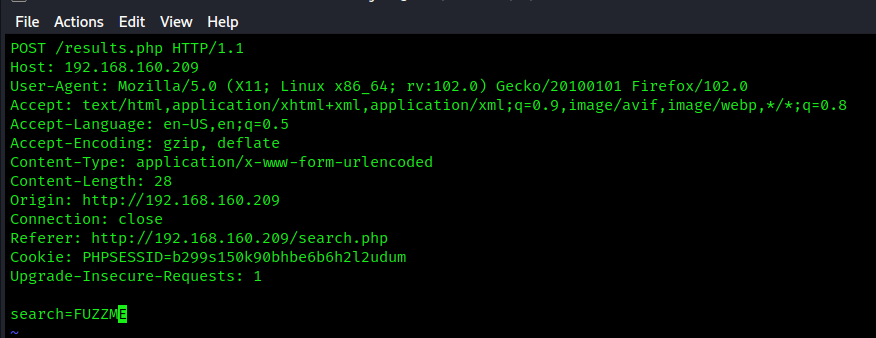 File Actions Edit View Help
POST /results.php HTTP/1.1
Host: 192.168.160.209
User-Agent: Mozilla/5.0 (X11; Linux x86_64; rv:102.0) Gecko/20100101 Firefox/102.0
Accept: text/html,application/xhtml+xml,application/xml;q=0.9,image/avif,image/webp,*/*;q=0.8
Accept-Language: en-US,en;q=0.5
Accept-Encoding: gzip, deflate
Content-Type: application/x-www-form-urlencoded
Content-Length: 28
Origin: http://192.168.160.209
Connection: close
Referer: http://192.168.160.209/search.php
Cookie: PHPSESSID=b299s150k90bhbe6b6h2l2udum
Upgrade-Insecure-Requests: 1

search=FUZZME
~